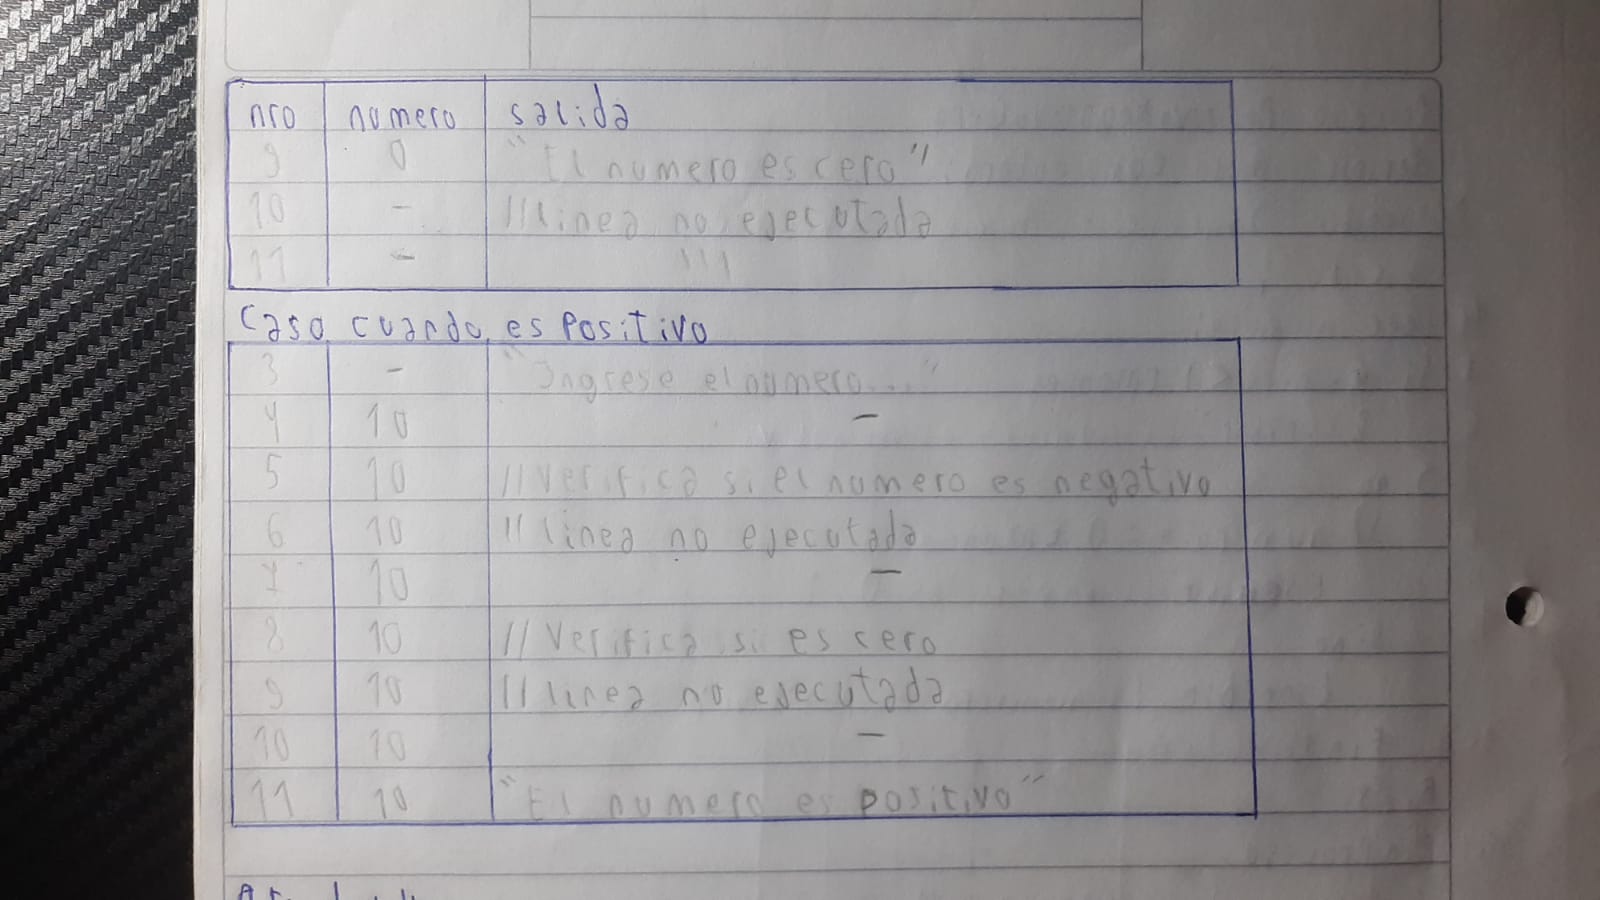 nro numero salida
9 0 "El numero es cero"
10 - //linea no ejecutada
11 - '''
Caso cuando es Positivo
3 - "Ingrese el numero..."
4 10 -
5 10 //Verifica si el numero es negativo
6 10 //linea no ejecutada
7 10 -
8 10 //Verifica si es cero
9 10 //linea no ejecutada
10 10 -
11 10 "El numero es positivo"